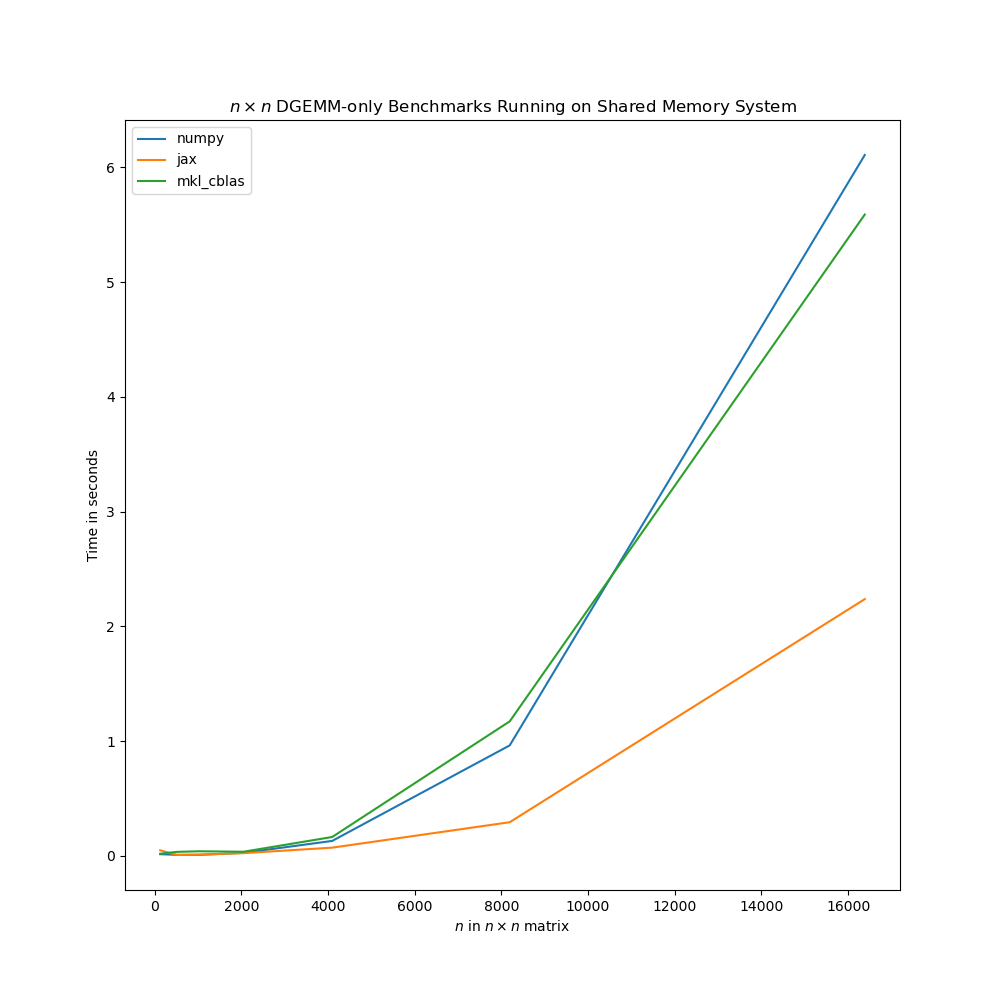 n × n DGEMM-only Benchmarks Running on Shared Memory System
numpy
jax
mkl_cblas
6
5
4
3
2
1
0
Time in seconds
0 2000 4000 6000 8000 10000 12000 14000 16000
n in n × n matrix